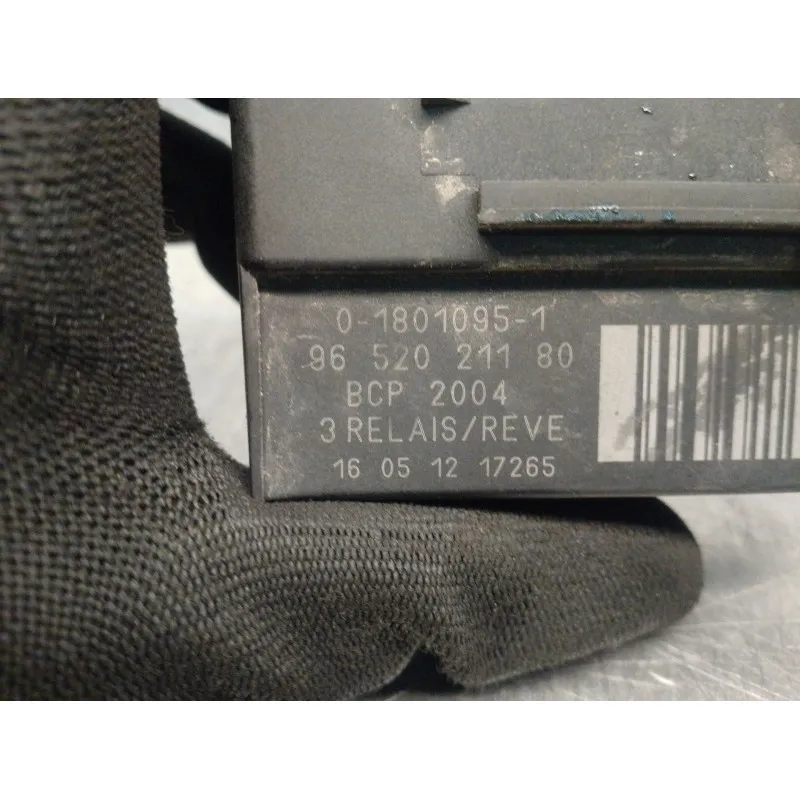 0-1801095-1
96 520 211 80
BCP 2004
3 RELAIS/REVE
16 05 12 17265